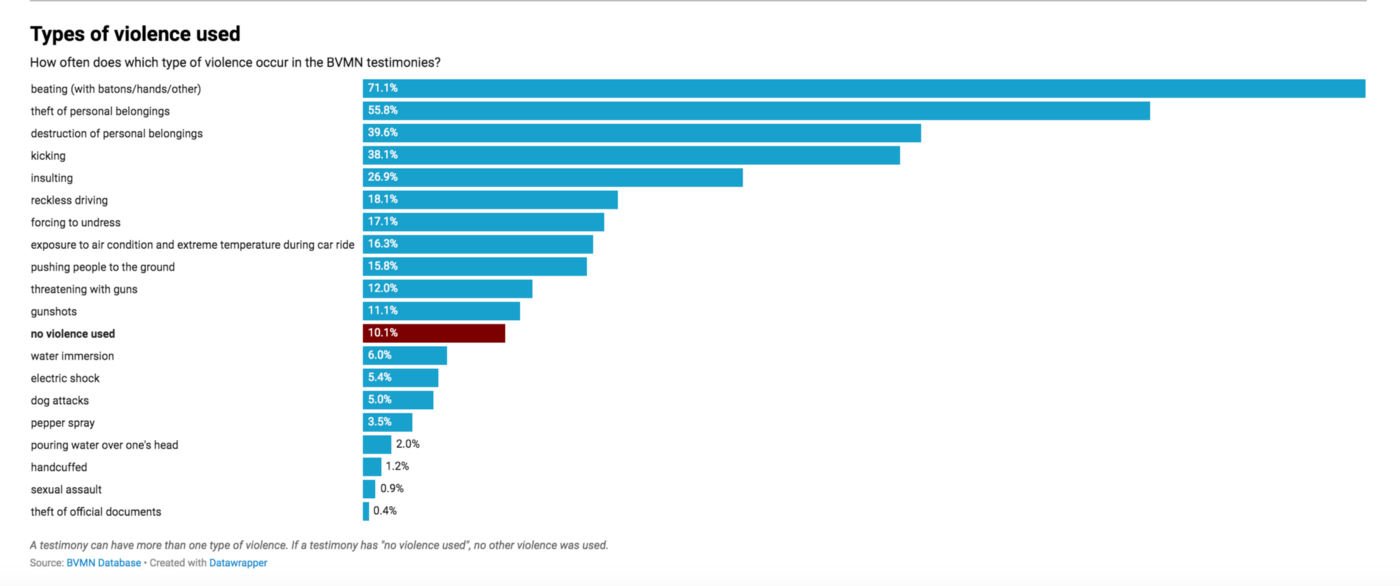 Types of violence used
How often does which type of violence occur in the BVMN testimonies?
beating (with batons/hands/other) 71.1%
theft of personal belongings 55.8%
destruction of personal belongings 39.6%
kicking 38.1%
insulting 26.9%
reckless driving 18.1%
forcing to undress 17.1%
exposure to air condition and extreme temperature during car ride 16.3%
pushing people to the ground 15.8%
threatening with guns 12.0%
gunshots 11.1%
no violence used 10.1%
water immersion 6.0%
electric shock 5.4%
dog attacks 5.0%
pepper spray 3.5%
pouring water over one's head 2.0%
handcuffed 1.2%
sexual assault 0.9%
theft of official documents 0.4%
A testimony can have more than one type of violence. If a testimony has "no violence used", no other violence was used.
Source: BVMN Database • Created with Datawrapper